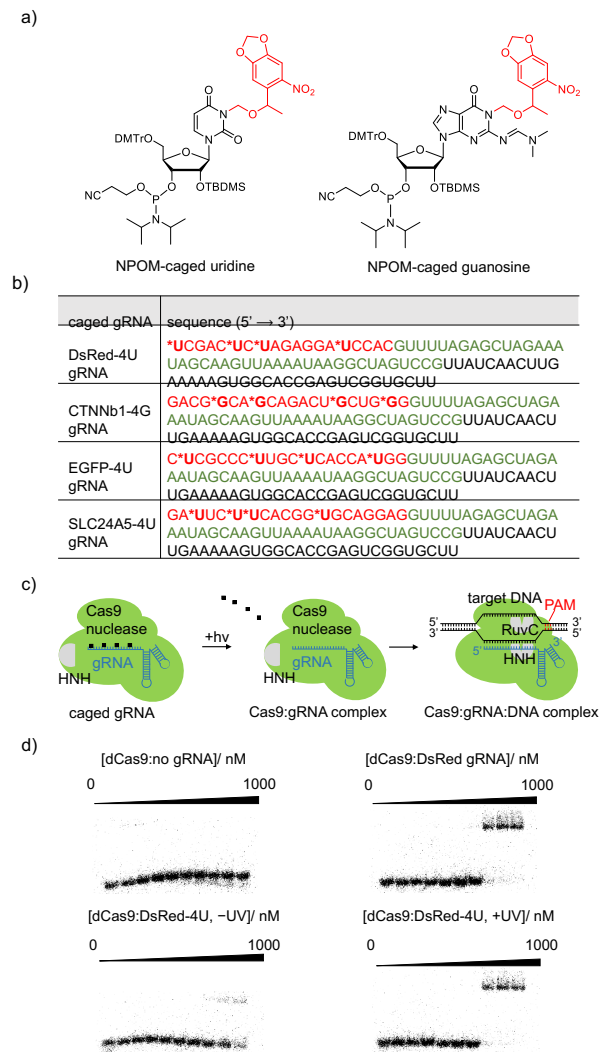 a)
O
O
NO₂
O
N
O
N
O
DMTr
O
O
NC
O
O
P
N
OTBDMS
NPOM-caged uridine
O
O
NO₂
O
N
N
O
N
N
N
N
DMTr
O
O
NC
O
O
P
N
OTBDMS
NPOM-caged guanosine
b)
caged gRNA sequence (5' → 3')
DsRed-4U gRNA
*UCGAC*UC*UAGAGGA*UCCACGUUUUAGAGCUAGAAA
UAGCAAGUUAAAAUAAGGCUAGUCCGUUAUCAACUUG
AAAAAGUGGCACCGAGUCGGUGCUU
CTNNb1-4G gRNA
GACG*GCA*GCAGACU*GCUG*GGUUUUAGAGCUAGA
AAUAGCAAGUUAAAAUAAGGCUAGUCCGUUAUCAACU
UGAAAAAGUGGCACCGAGUCGGUGCUU
EGFP-4U gRNA
C*UCGCCC*UUGC*UCACCA*UGGGUUUUAGAGCUAGA
AAUAGCAAGUUAAAAUAAGGCUAGUCCGUUAUCAACU
UGAAAAAGUGGCACCGAGUCGGUGCUU
SLC24A5-4U gRNA
GA*UUC*U*UCACGG*UGCAGGAGGUUUUAGAGCUAGA
AAUAGCAAGUUAAAAUAAGGCUAGUCCGUUAUCAACU
UGAAAAAGUGGCACCGAGUCGGUGCUU
c)
Cas9
nuclease
gRNA
HNH
caged gRNA
+hv
Cas9
nuclease
gRNA
HNH
Cas9:gRNA complex
target DNA
PAM
5'
3'
RuvC
3'
5'
3'
5'
HNH
Cas9:gRNA:DNA complex
d)
[dCas9:no gRNA]/ nM
0 1000
[dCas9:DsRed gRNA]/ nM
0 1000
[dCas9:DsRed-4U, −UV]/ nM
0 1000
[dCas9:DsRed-4U, +UV]/ nM
0 1000